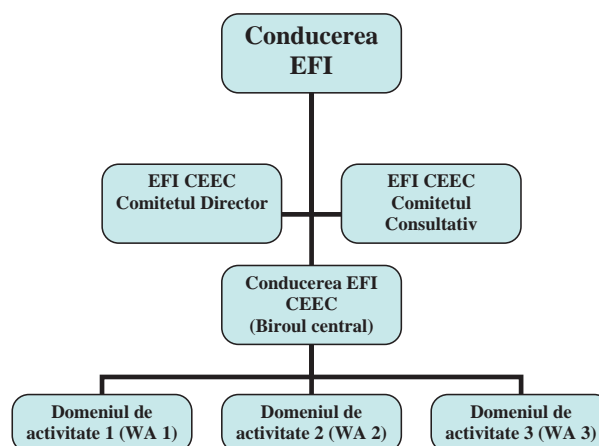 Conducerea
EFI
EFI CEEC
Comitetul Director
EFI CEEC
Comitetul
Consultativ
Conducerea EFI
CEEC
(Biroul central)
Domeniul de
activitate 1 (WA 1)
Domeniul de
activitate 2 (WA 2)
Domeniul de
activitate 3 (WA 3)